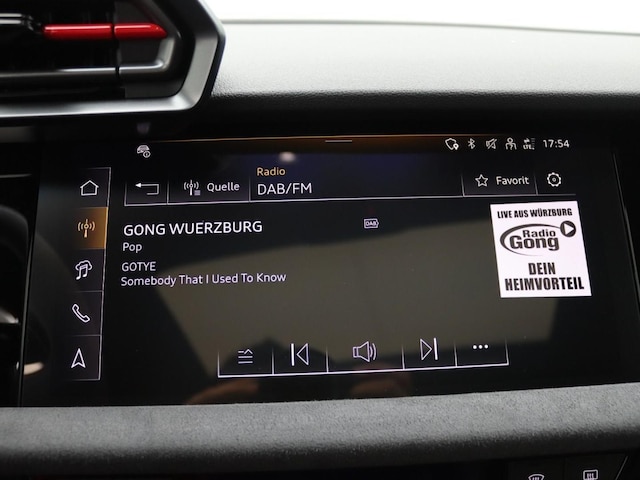 17:54
Radio
Quelle
DAB/FM
Favorit
GONG WUERZBURG
DAB
Pop
GOTYE
Somebody That I Used To Know
LIVE AUS WÜRZBURG
Radio
Gong
DEIN
HEIMVORTEIL